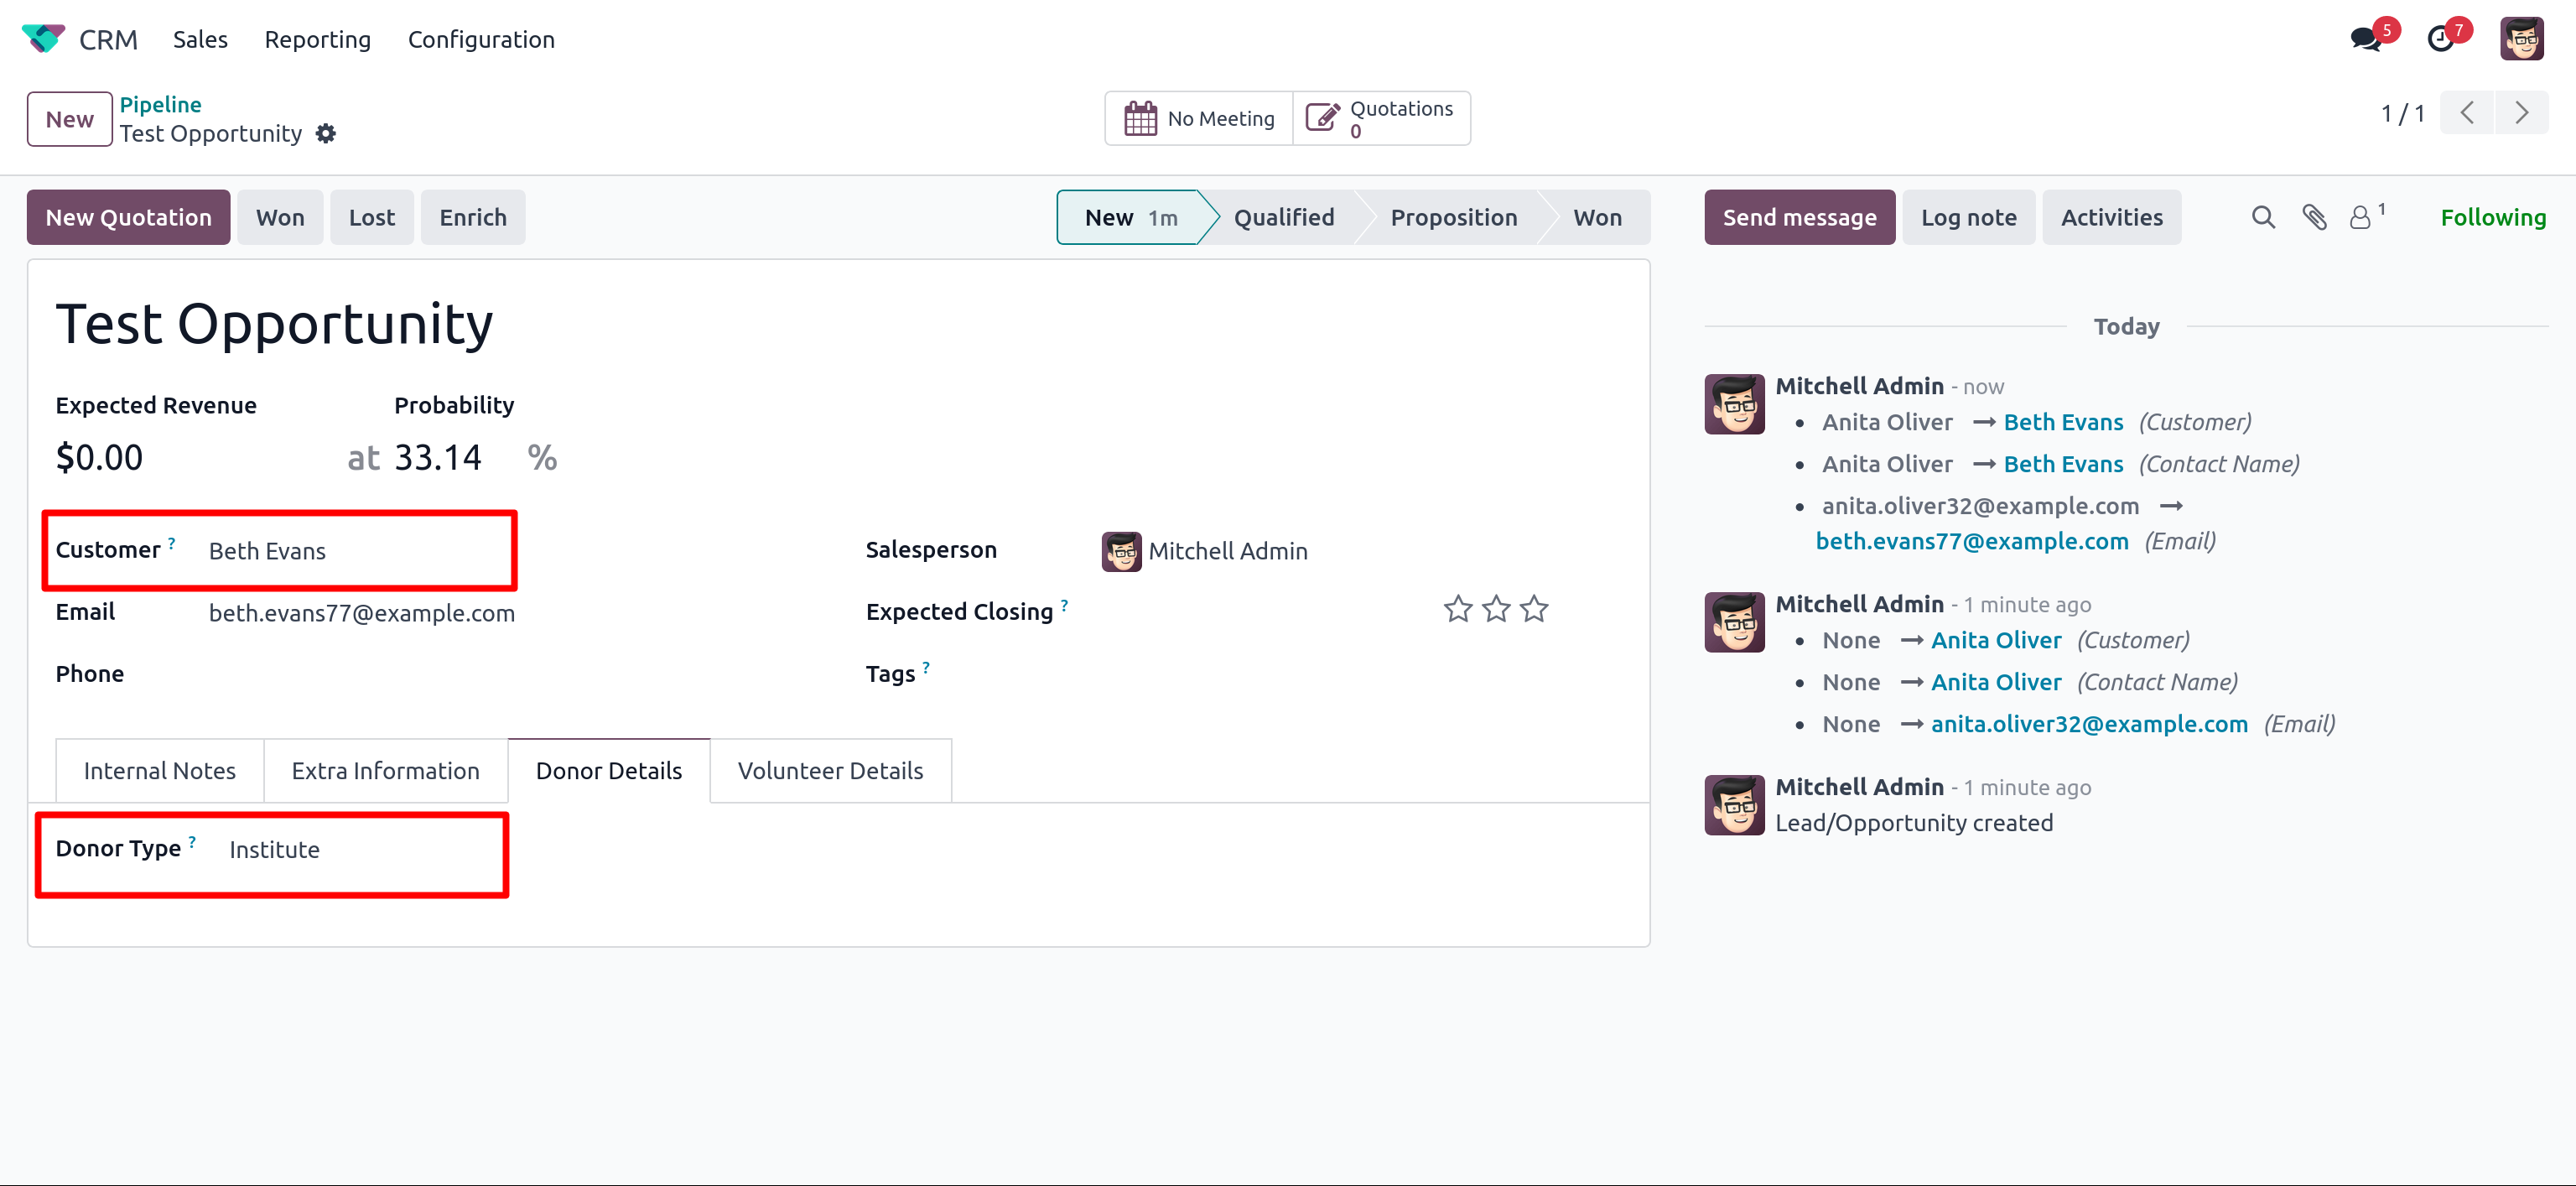 CRM Sales Reporting Configuration 5 7
New Pipeline
Test Opportunity
No Meeting Quotations
0
1 / 1
New Quotation Won Lost Enrich New 1m Qualified Proposition Won Send message Log note Activities 1 Following
Test Opportunity
Expected Revenue Probability
$0.00 at 33.14 %
Customer ? Beth Evans
Salesperson Mitchell Admin
Email beth.evans77@example.com
Expected Closing ?
Phone
Tags ?
Internal Notes Extra Information Donor Details Volunteer Details
Donor Type ? Institute
Today
Mitchell Admin - now
• Anita Oliver → Beth Evans (Customer)
• Anita Oliver → Beth Evans (Contact Name)
• anita.oliver32@example.com →
beth.evans77@example.com (Email)
Mitchell Admin - 1 minute ago
• None → Anita Oliver (Customer)
• None → Anita Oliver (Contact Name)
• None → anita.oliver32@example.com (Email)
Mitchell Admin - 1 minute ago
Lead/Opportunity created